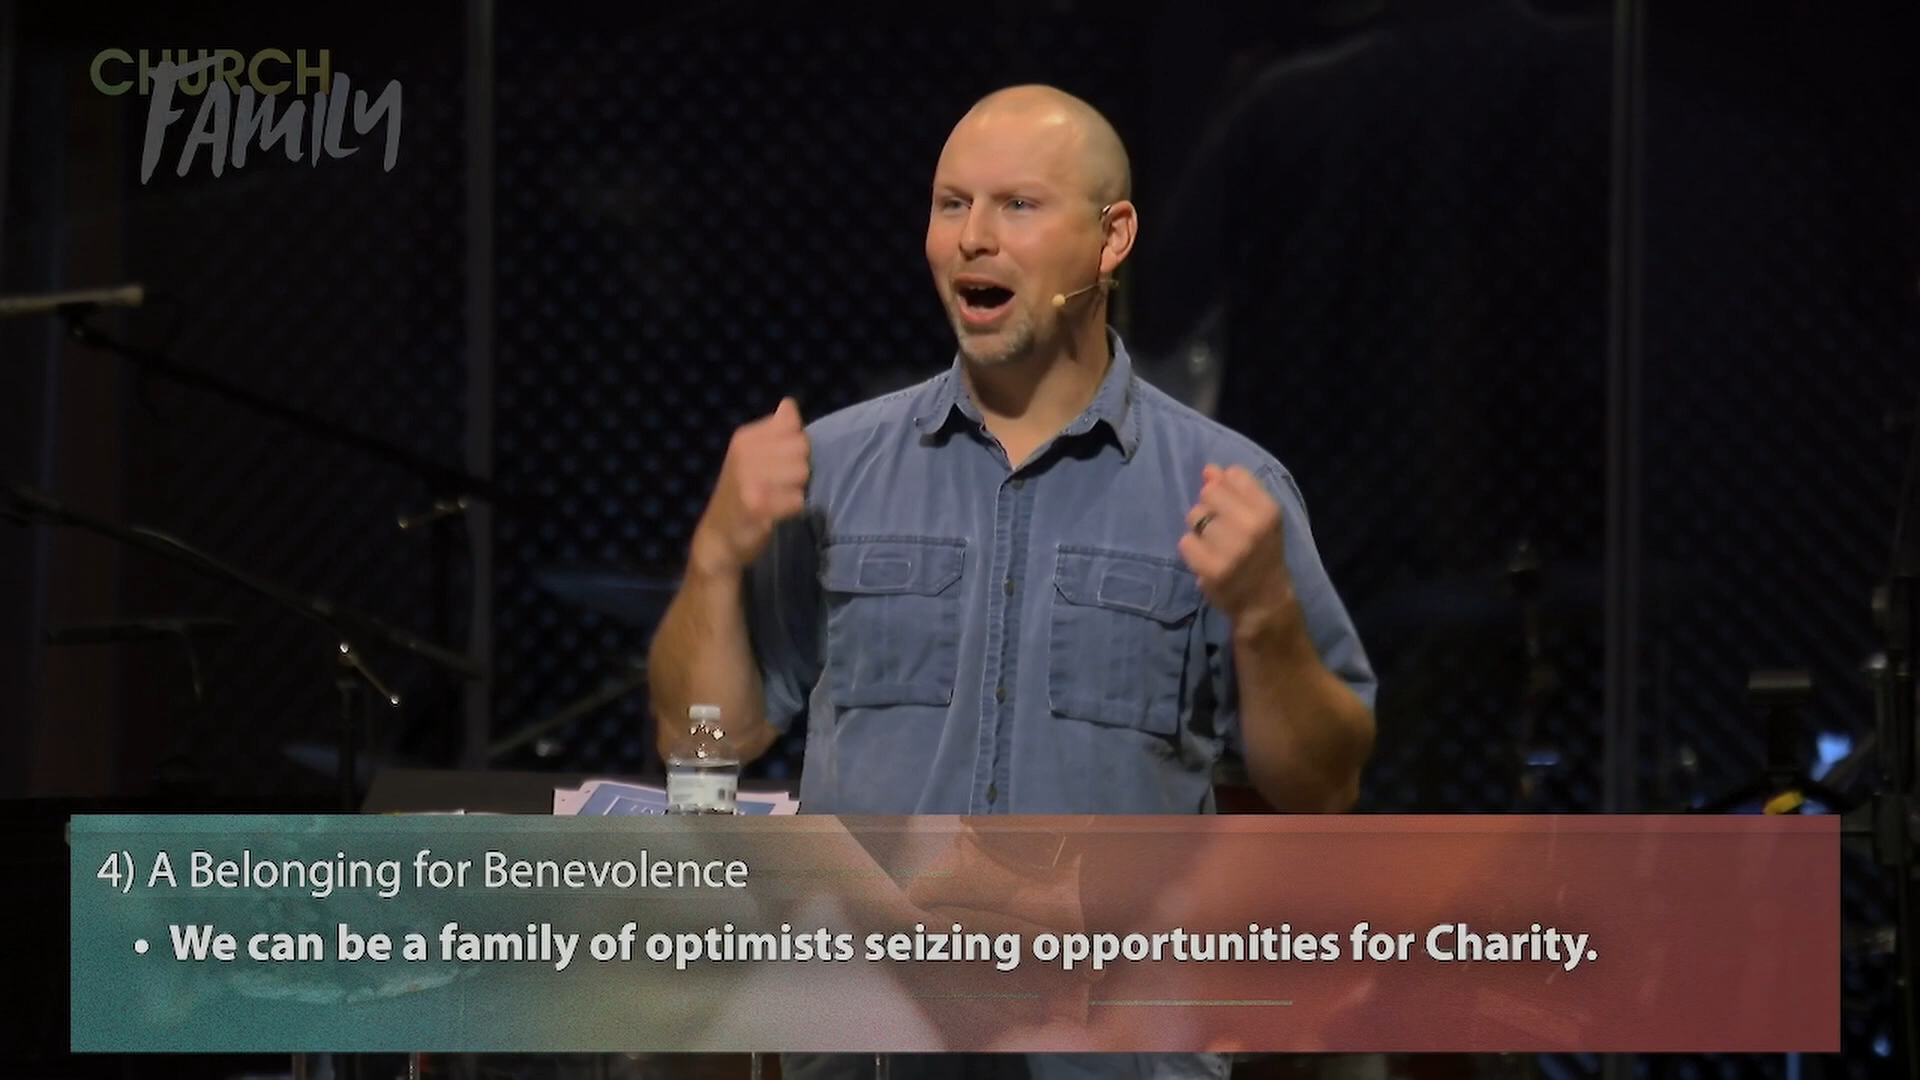 CHURCH
FAMILY
4) A Belonging for Benevolence
• We can be a family of optimists seizing opportunities for Charity.